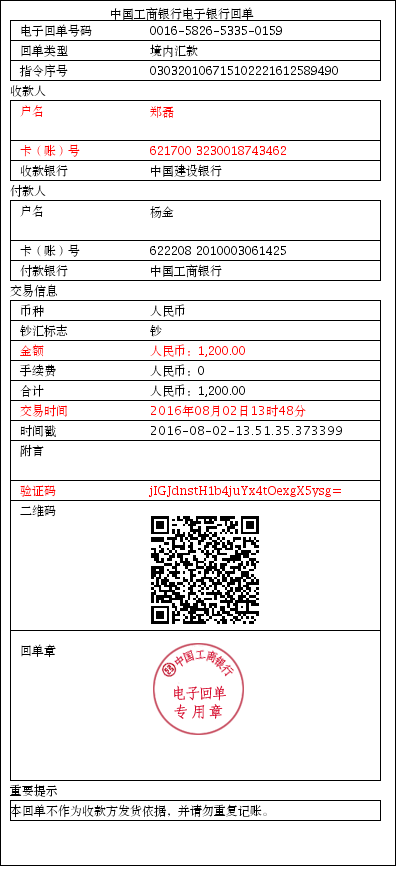 中国工商银行电子银行回单
电子回单号码 0016-5826-5335-0159
回单类型 境内汇款
指令序号 030320106715102221612589490
收款人
户名 郑磊
卡（账）号 621700 3230018743462
收款银行 中国建设银行
付款人
户名 杨金
卡（账）号 622208 2010003061425
付款银行 中国工商银行
交易信息
币种 人民币
钞汇标志 钞
金额 人民币：1,200.00
手续费 人民币：0
合计 人民币：1,200.00
交易时间 2016年08月02日13时48分
时间戳 2016-08-02-13.51.35.373399
附言
验证码 jIGJdnstH1b4juYx4tOexgX5ysg=
二维码
回单章
中国工商银行
电子回单
专用章
重要提示
本回单不作为收款方发货依据，并请勿重复记账。